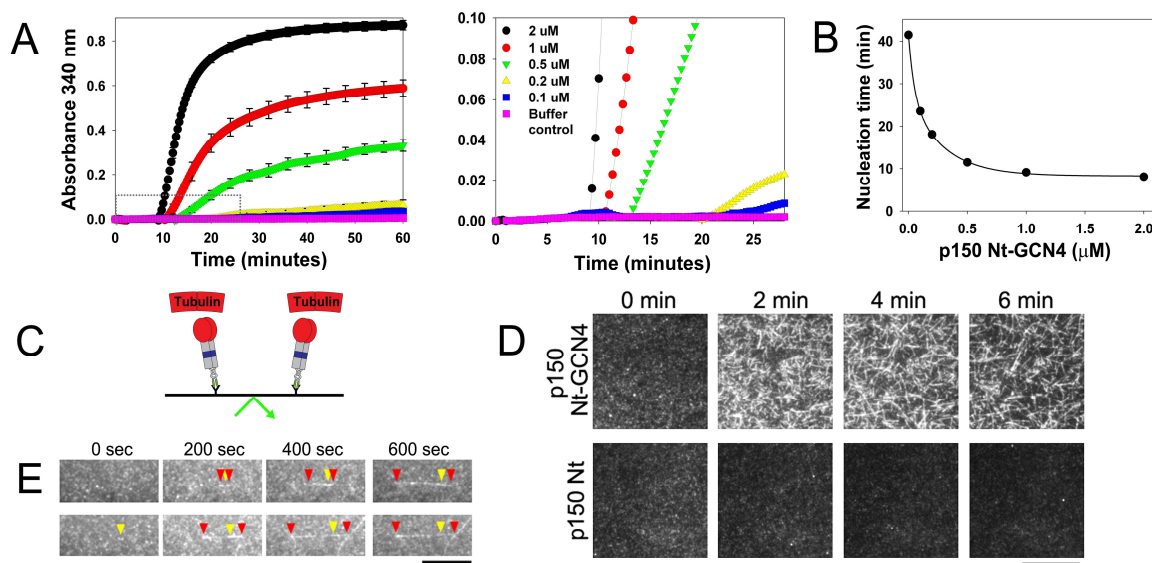 A
Absorbance 340 nm
0.8
0.6
0.4
0.2
0.0
0 10 20 30 40 50 60
Time (minutes)
0.10
0.08
0.06
0.04
0.02
0.00
0 5 10 15 20 25
Time (minutes)
2 uM
1 uM
0.5 uM
0.2 uM
0.1 uM
Buffer
control
B
Nucleation time (min)
40
30
20
10
0
0.0 0.5 1.0 1.5 2.0
p150 Nt-GCN4 (μM)
C
Tubulin Tubulin
D
0 min 2 min 4 min 6 min
p150
Nt-GCN4
p150 Nt
E
0 sec 200 sec 400 sec 600 sec